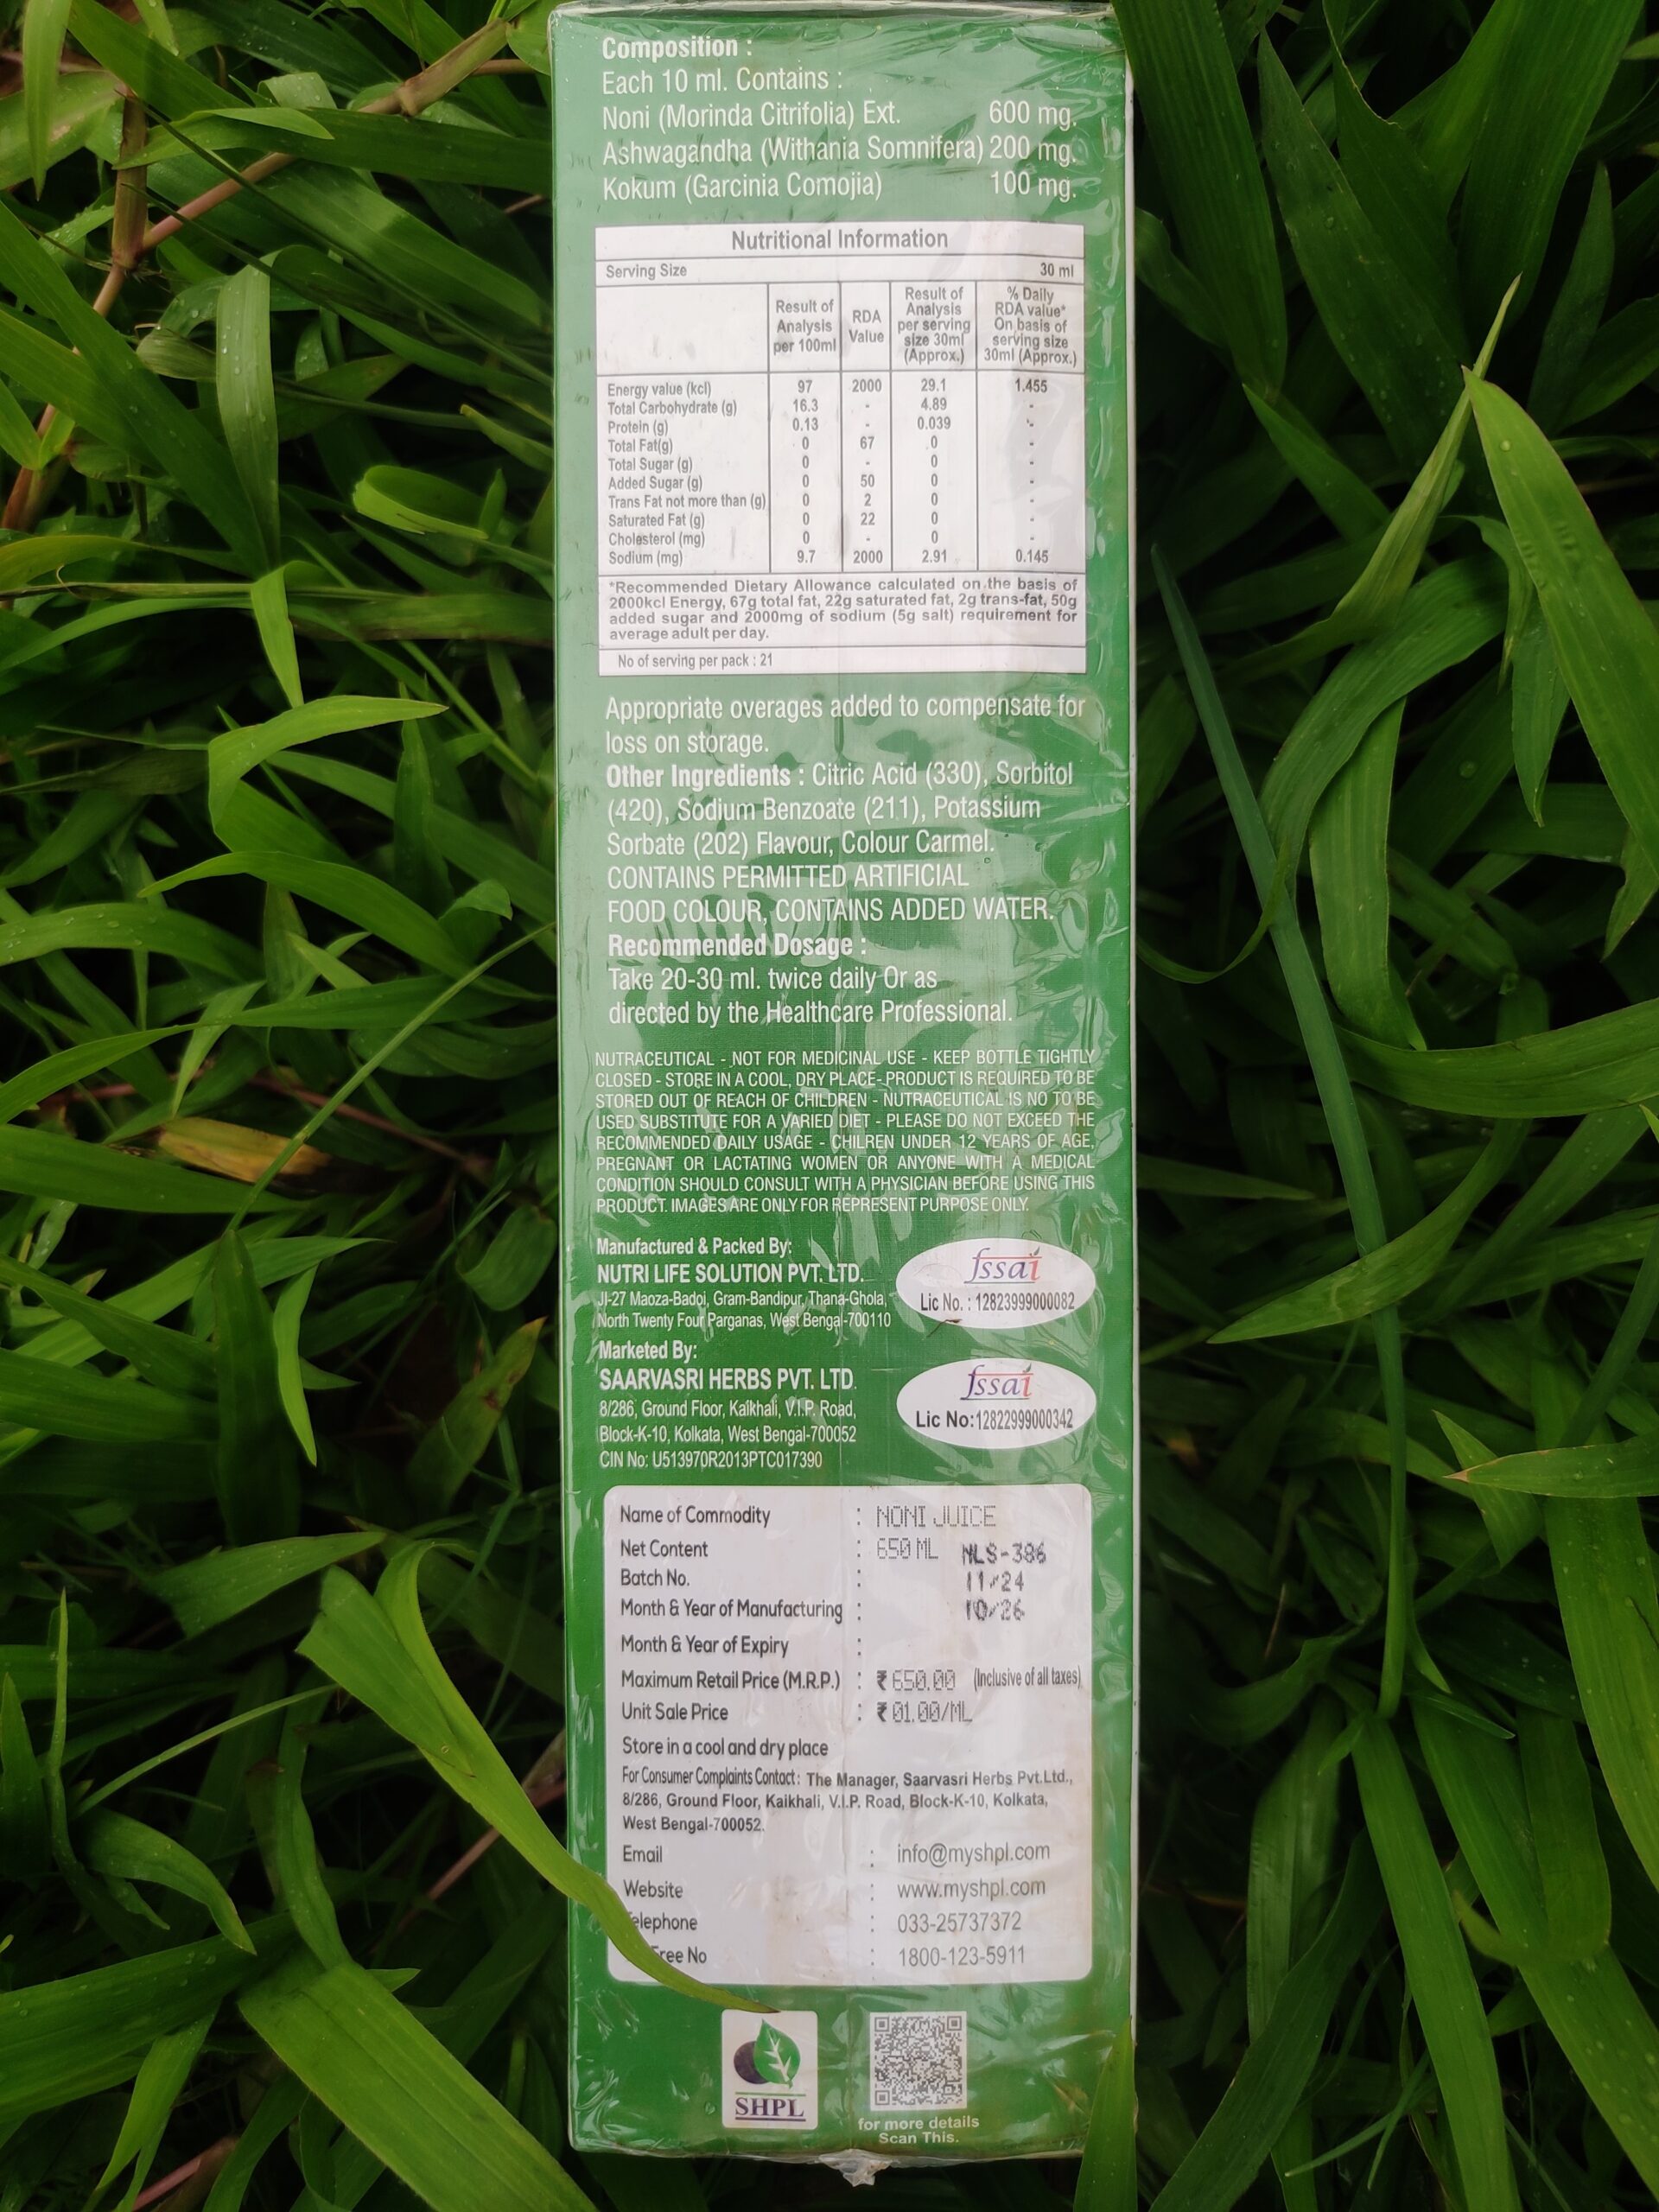 Composition :
Each 10 ml. Contains :
Noni (Morinda Citrifolia) Ext. 600 mg.
Ashwagandha (Withania Somnifera) 200 mg.
Kokum (Garcinia Comojia) 100 mg.
Nutritional Information
Serving Size 30 ml
Result of Analysis per 100ml RDA Value Result of Analysis per serving size 30ml (Approx.) % Daily RDA value* On basis of serving size 30ml (Approx.)
Energy value (kcl) 97 2000 29.1 1.455
Total Carbohydrate (g) 16.3 - 4.89 -
Protein (g) 0.13 - 0.039 -
Total Fat(g) 0 67 0 -
Total Sugar (g) 0 - 0 -
Added Sugar (g) 0 50 0 -
Trans Fat not more than (g) 0 2 0 -
Saturated Fat (g) 0 22 0 -
Cholesterol (mg) 0 - 0 -
Sodium (mg) 9.7 2000 2.91 0.145
*Recommended Dietary Allowance calculated on the basis of
2000kcl Energy, 67g total fat, 22g saturated fat, 2g trans-fat, 50g
added sugar and 2000mg of sodium (5g salt) requirement for
average adult per day.
No of serving per pack : 21
Appropriate overages added to compensate for
loss on storage.
Other Ingredients : Citric Acid (330), Sorbitol
(420), Sodium Benzoate (211), Potassium
Sorbate (202) Flavour, Colour Carmel.
CONTAINS PERMITTED ARTIFICIAL
FOOD COLOUR, CONTAINS ADDED WATER.
Recommended Dosage :
Take 20-30 ml. twice daily Or as
directed by the Healthcare Professional.
NUTRACEUTICAL - NOT FOR MEDICINAL USE - KEEP BOTTLE TIGHTLY
CLOSED - STORE IN A COOL, DRY PLACE- PRODUCT IS REQUIRED TO BE
STORED OUT OF REACH OF CHILDREN - NUTRACEUTICAL IS NO TO BE
USED SUBSTITUTE FOR A VARIED DIET - PLEASE DO NOT EXCEED THE
RECOMMENDED DAILY USAGE - CHILREN UNDER 12 YEARS OF AGE,
PREGNANT OR LACTATING WOMEN OR ANYONE WITH A MEDICAL
CONDITION SHOULD CONSULT WITH A PHYSICIAN BEFORE USING THIS
PRODUCT. IMAGES ARE ONLY FOR REPRESENT PURPOSE ONLY.
Manufactured & Packed By:
NUTRI LIFE SOLUTION PVT. LTD.
Jl-27 Maoza-Badoi, Gram-Bandipur, Thana-Ghola,
North Twenty Four Parganas, West Bengal-700110
fssai
Lic No. : 12823999000082
Marketed By:
SAARVASRI HERBS PVT. LTD.
8/286, Ground Floor, Kaikhali, V.I.P. Road,
Block-K-10, Kolkata, West Bengal-700052
CIN No: U51397OR2013PTC017390
fssai
Lic No:12822999000342
Name of Commodity : NONI JUICE
Net Content : 650 ML NLS-386
Batch No. : 11/24
Month & Year of Manufacturing : 10/26
Month & Year of Expiry :
Maximum Retail Price (M.R.P.) : ₹ 650.00 (Inclusive of all taxes)
Unit Sale Price : ₹ 01.00/ML
Store in a cool and dry place
For Consumer Complaints Contact: The Manager, Saarvasri Herbs Pvt.Ltd.,
8/286, Ground Floor, Kaikhali, V.I.P. Road, Block-K-10, Kolkata,
West Bengal-700052.
Email : info@myshpl.com
Website : www.myshpl.com
elephone : 033-25737372
Free No : 1800-123-5911
SHPL
for more details
Scan This.